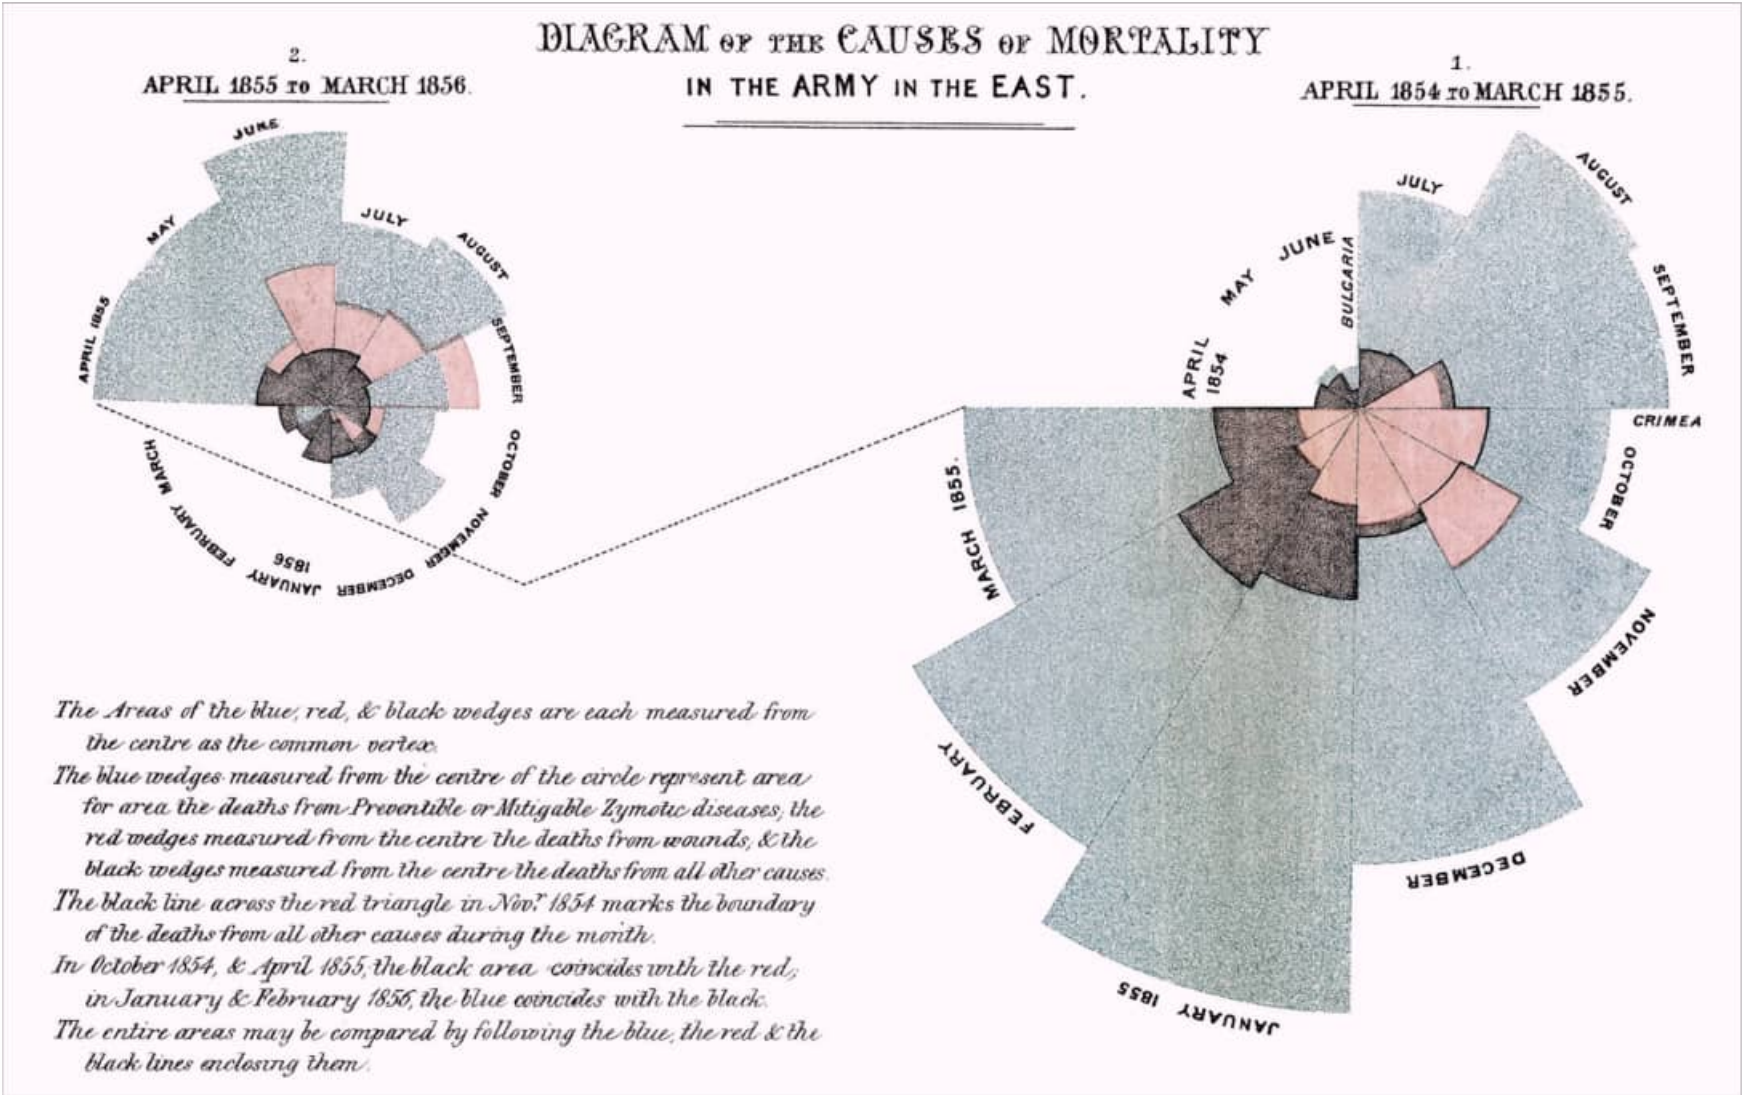 DIAGRAM OF THE CAUSES OF MORTALITY
IN THE ARMY IN THE EAST.
2.
APRIL 1855 TO MARCH 1856.
1.
APRIL 1854 TO MARCH 1855.
APRIL 1855
MAY
JUNE
JULY
AUGUST
SEPTEMBER
OCTOBER
NOVEMBER
DECEMBER
JANUARY
1856
FEBRUARY
MARCH
APRIL
1854
MAY
JUNE
BULGARIA
JULY
AUGUST
SEPTEMBER
CRIMEA
OCTOBER
NOVEMBER
DECEMBER
JANUARY 1855
FEBRUARY
MARCH 1855.
The Areas of the blue, red, & black wedges are each measured from
the centre as the common vertex.
The blue wedges measured from the centre of the circle represent area
for area the deaths from Preventible or Mitigable Zymotic diseases; the
red wedges measured from the centre the deaths from wounds; & the
black wedges measured from the centre the deaths from all other causes.
The black line across the red triangle in Novr. 1854 marks the boundary
of the deaths from all other causes during the month.
In October 1854, & April 1855, the black area coincides with the red;
in January & February 1856, the blue coincides with the black.
The entire areas may be compared by following the blue, the red & the
black lines enclosing them.